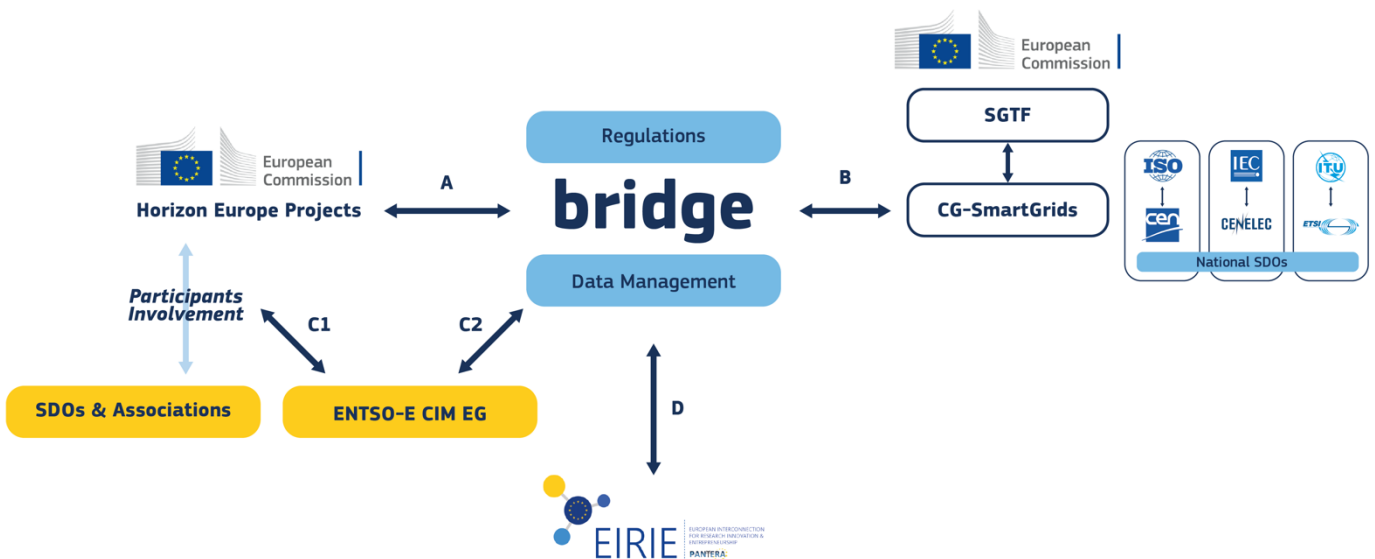 European
Commission
SGTF
Regulations
ISO
IEC
ITU
European
Commission
A
bridge
B
Horizon Europe Projects
CG-SmartGrids
cen
CENELEC
ETSI
National SDOs
Data Management
Participants
Involvement
C1
C2
SDOs & Associations
ENTSO-E CIM EG
D
EIRIE
EUROPEAN INTERCONNECTION
FOR RESEARCH INNOVATION &
ENTREPRENEURSHIP
PANTERA